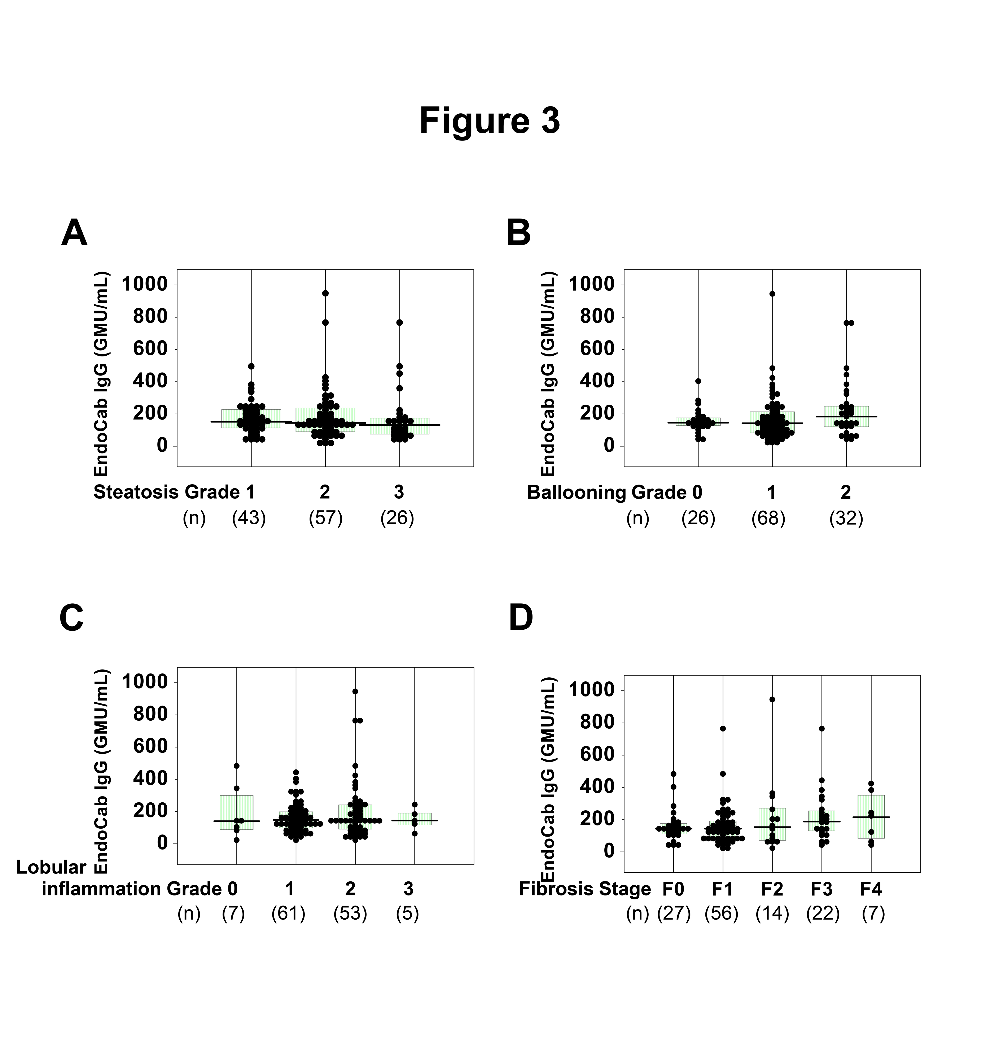 Figure 3
A
EndoCab IgG (GMU/mL)
1000
800
600
400
200
0
Steatosis Grade 1 2 3
(n) (43) (57) (26)
B
EndoCab IgG (GMU/mL)
1000
800
600
400
200
0
Ballooning Grade 0 1 2
(n) (26) (68) (32)
C
EndoCab IgG (GMU/mL)
1000
800
600
400
200
0
Lobular
inflammation Grade 0 1 2 3
(n) (7) (61) (53) (5)
D
EndoCab IgG (GMU/mL)
1000
800
600
400
200
0
Fibrosis Stage F0 F1 F2 F3 F4
(n) (27) (56) (14) (22) (7)